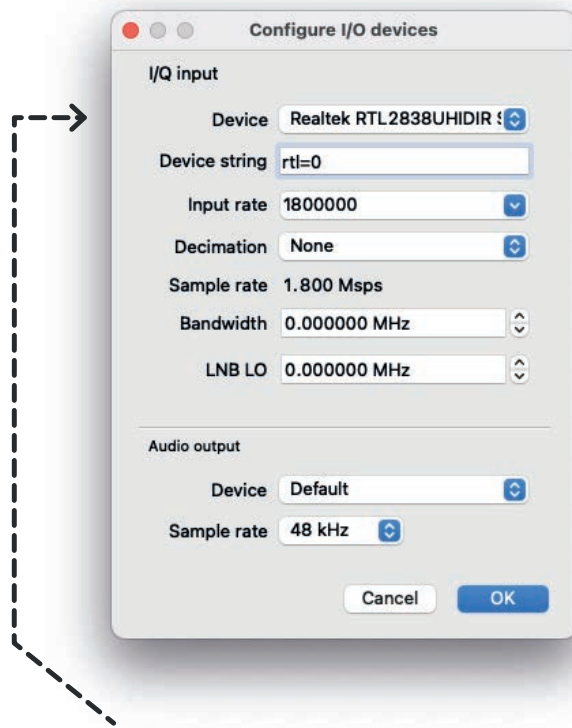 Configure I/O devices
I/Q input
Device Realtek RTL2838UHIDIR
Device string rtl=0
Input rate 1800000
Decimation None
Sample rate 1.800 Msps
Bandwidth 0.000000 MHz
LNB LO 0.000000 MHz
Audio output
Device Default
Sample rate 48 kHz
Cancel OK